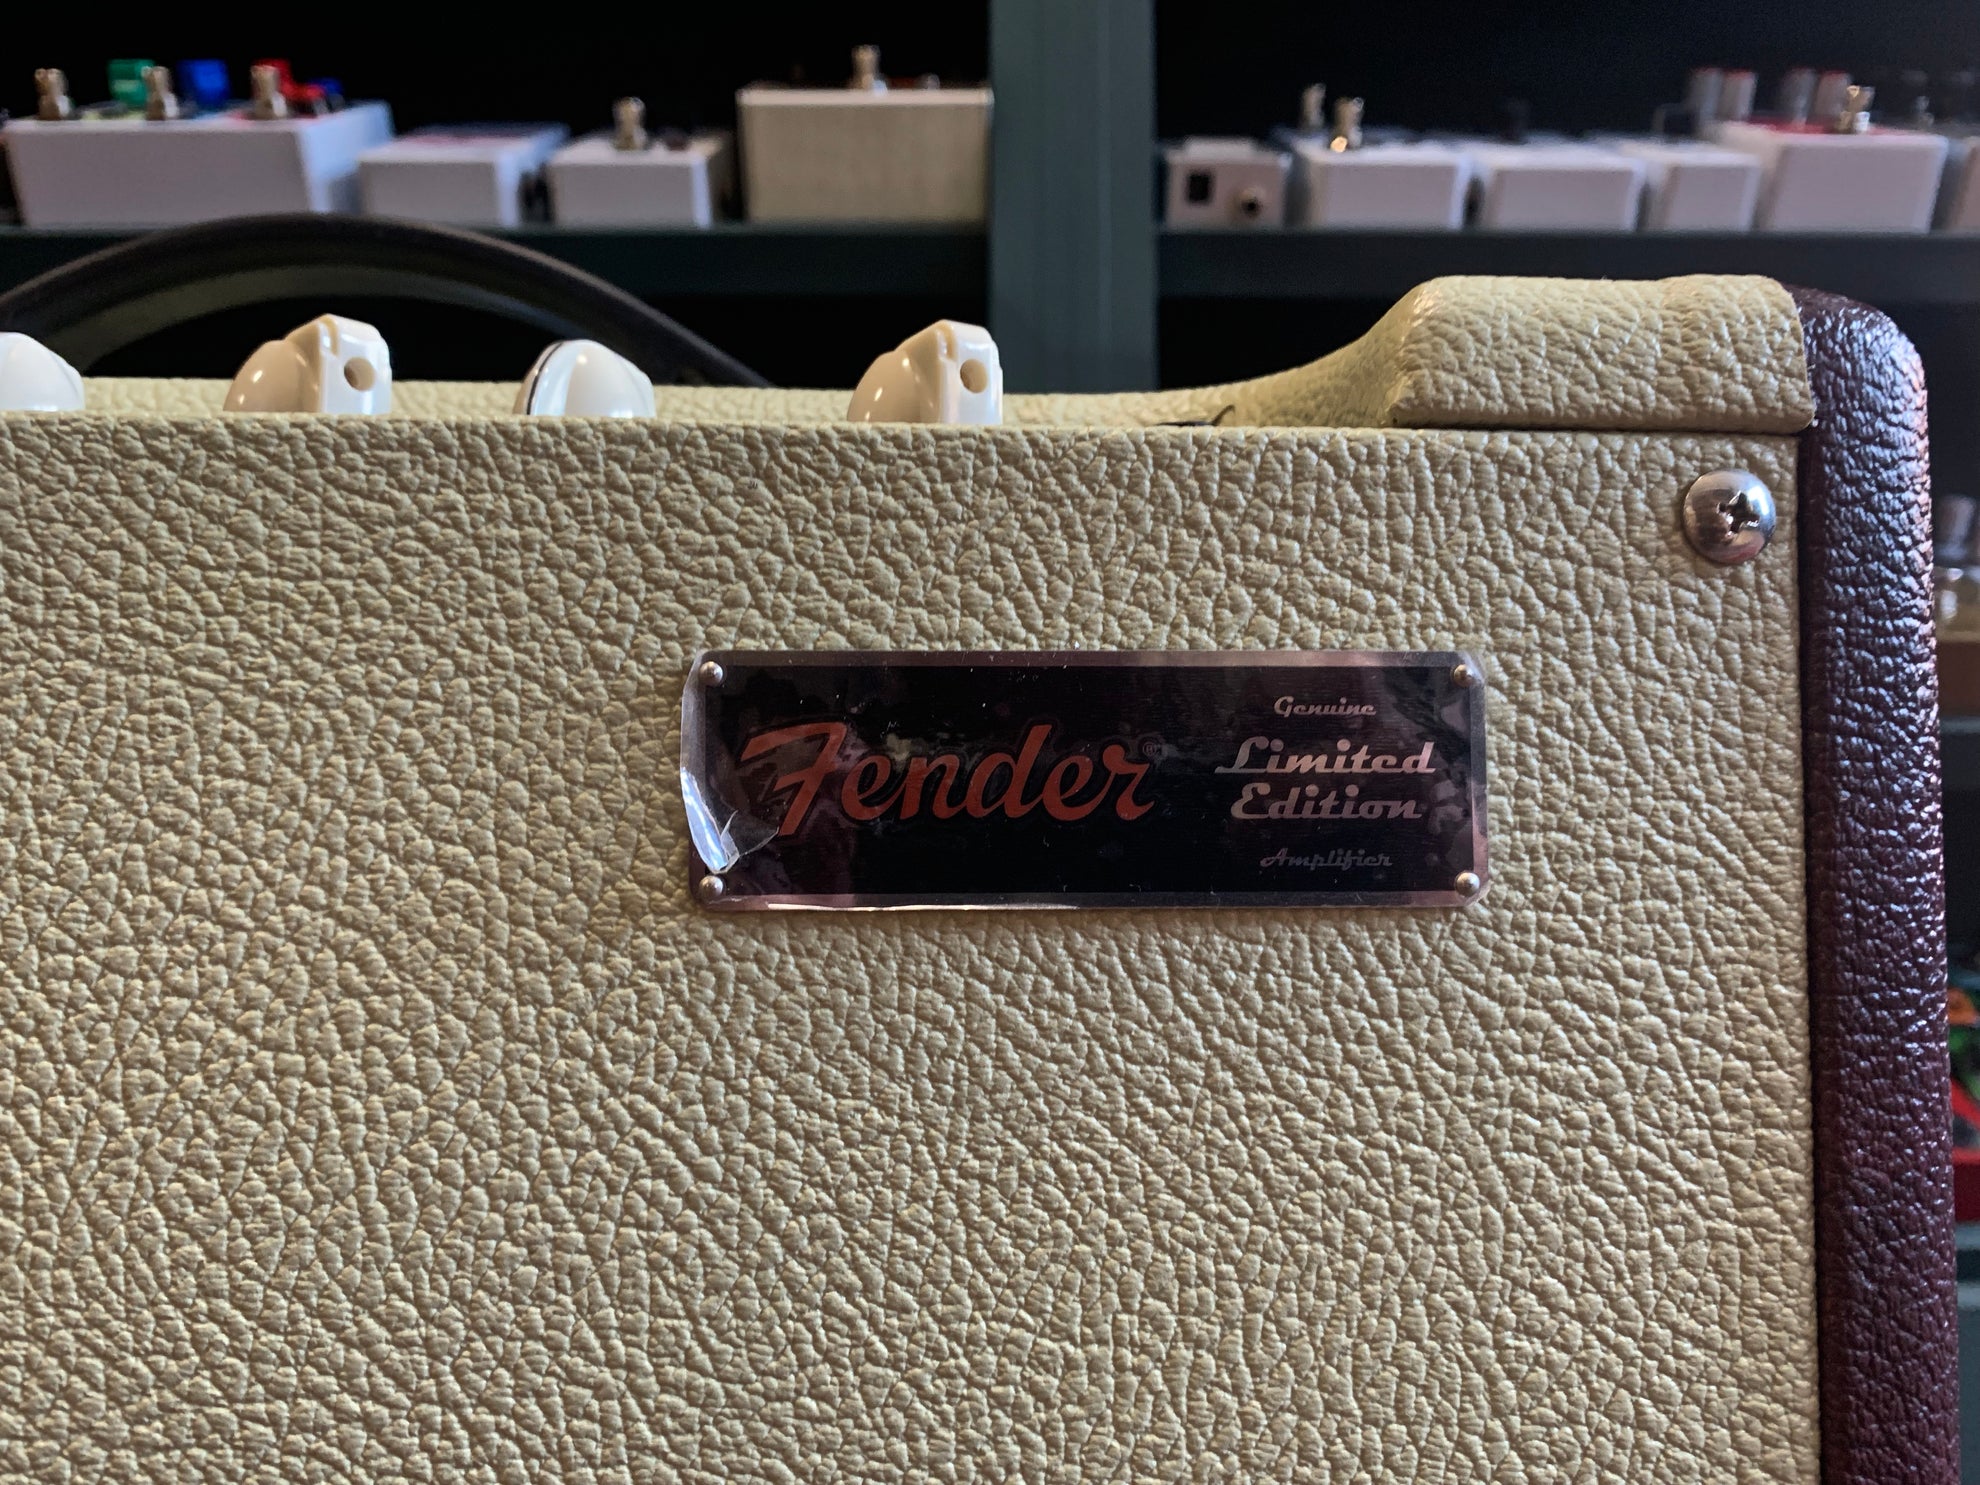 Fender®
Genuine
Limited
Edition
Amplifier